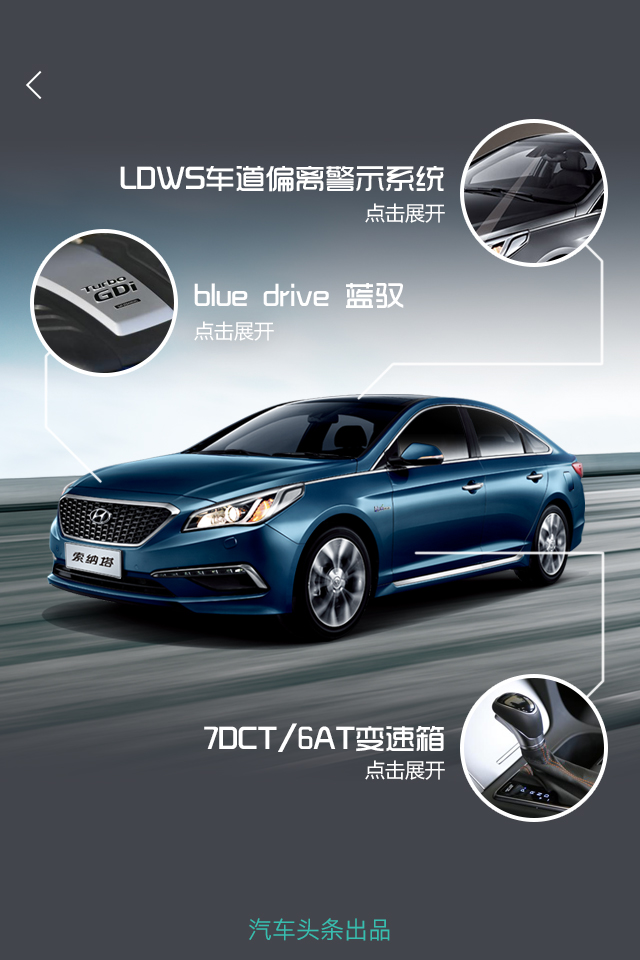 LDWS车道偏离警示系统
点击展开
Turbo
GDi
blue drive 蓝驭
点击展开
索纳塔
7DCT/6AT变速箱
点击展开
汽车头条出品